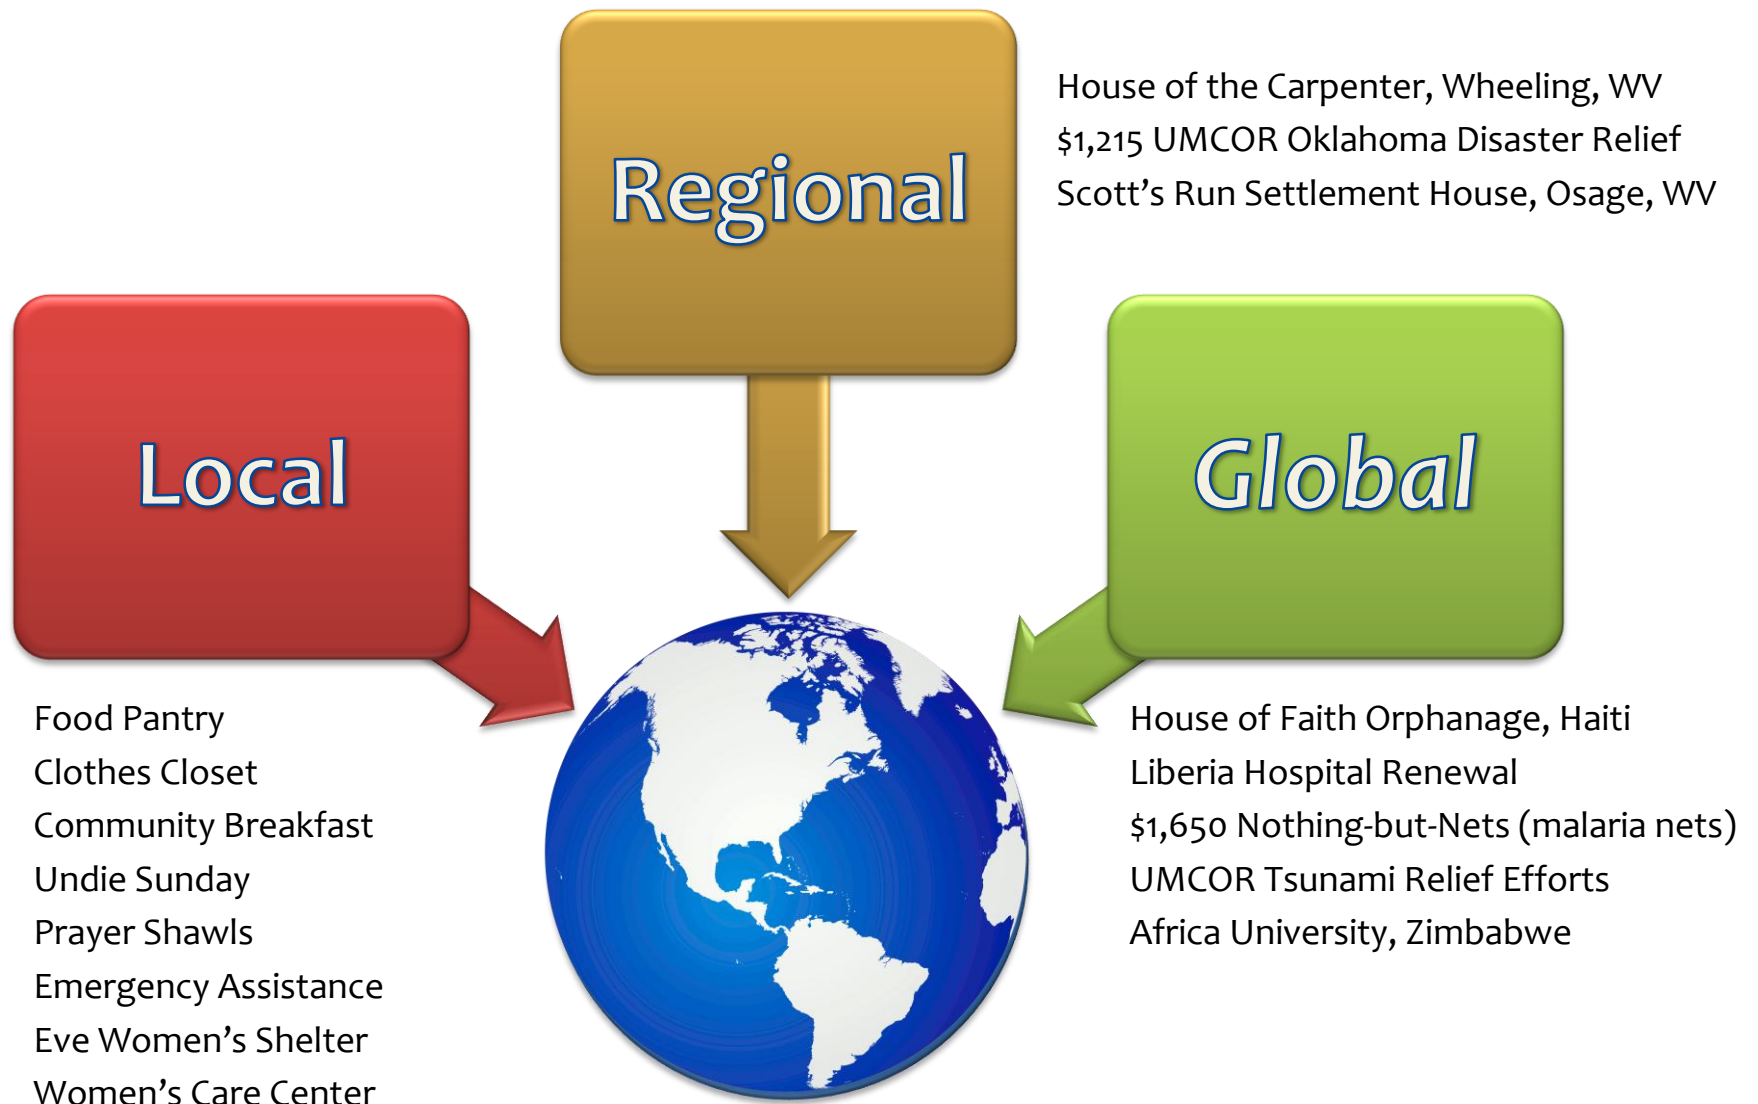 Regional
House of the Carpenter, Wheeling, WV
$1,215 UMCOR Oklahoma Disaster Relief
Scott’s Run Settlement House, Osage, WV
Local
Food Pantry
Clothes Closet
Community Breakfast
Undie Sunday
Prayer Shawls
Emergency Assistance
Eve Women’s Shelter
Women’s Care Center
Global
House of Faith Orphanage, Haiti
Liberia Hospital Renewal
$1,650 Nothing-but-Nets (malaria nets)
UMCOR Tsunami Relief Efforts
Africa University, Zimbabwe